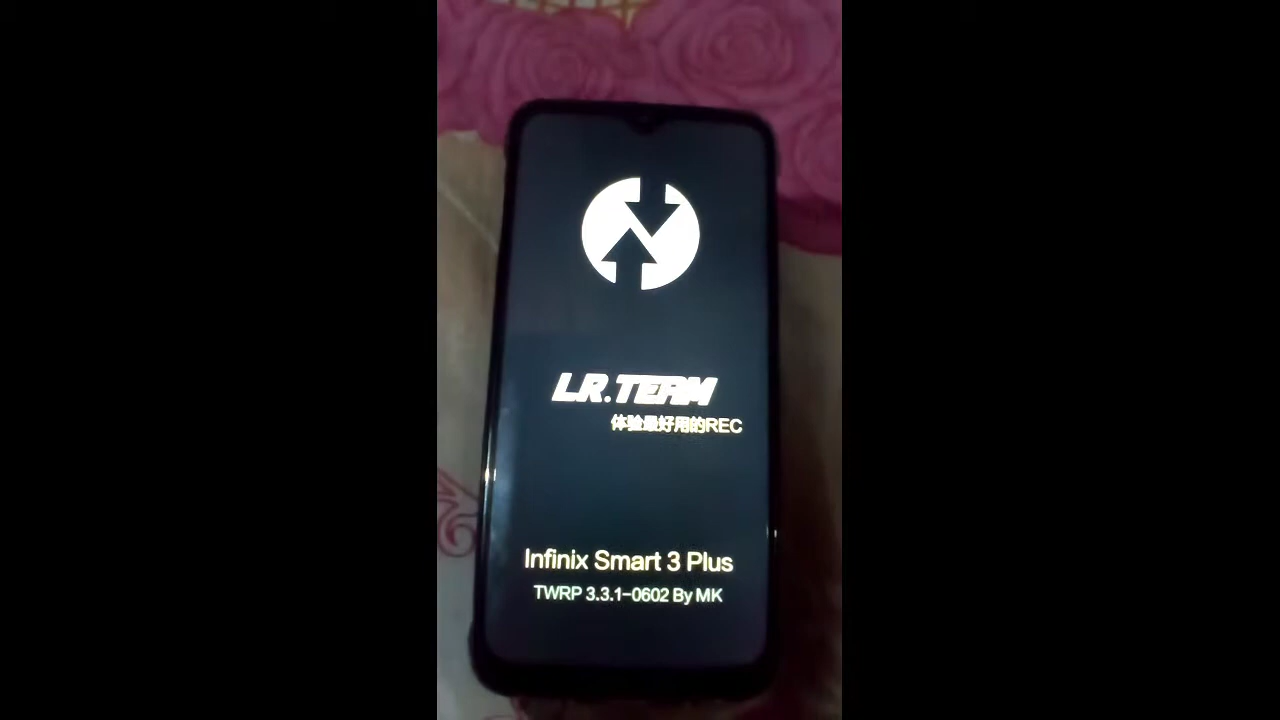 LR.TEAM
体验最好用的REC
Infinix Smart 3 Plus
TWRP 3.3.1-0602 By MK